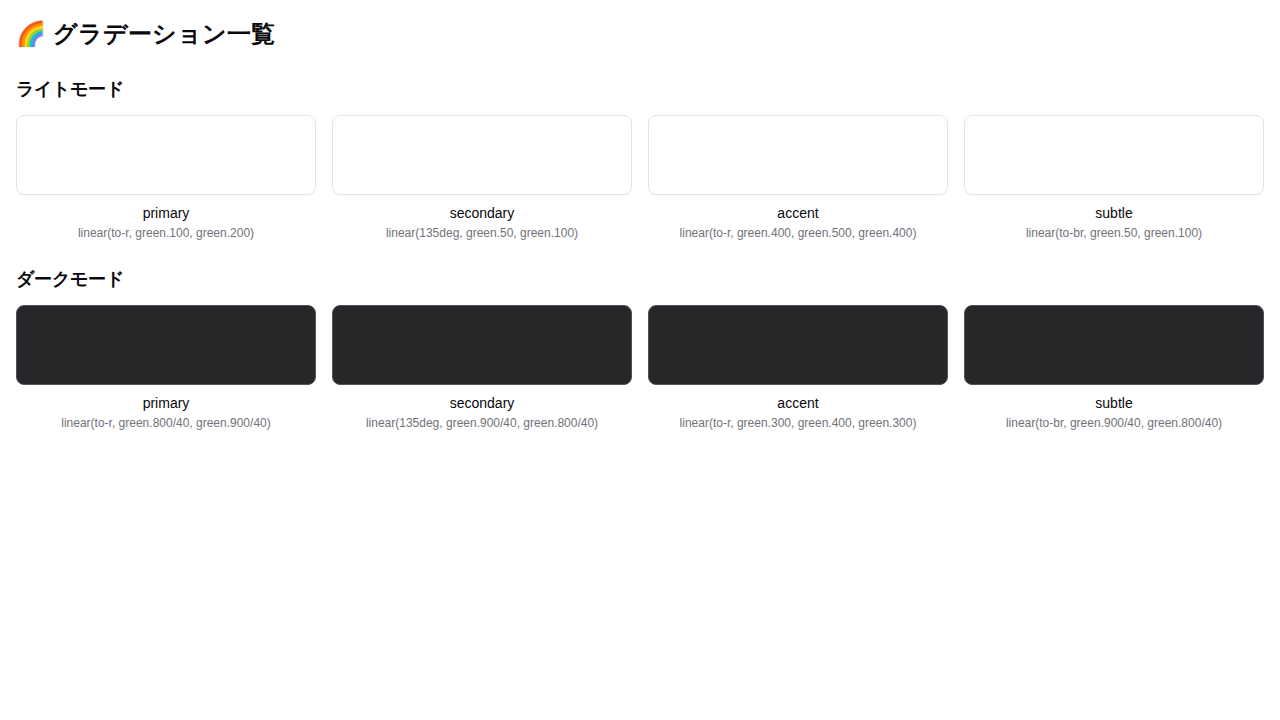 🌈 グラデーション一覧
ライトモード
primary
linear(to-r, green.100, green.200)
secondary
linear(135deg, green.50, green.100)
accent
linear(to-r, green.400, green.500, green.400)
subtle
linear(to-br, green.50, green.100)
ダークモード
primary
linear(to-r, green.800/40, green.900/40)
secondary
linear(135deg, green.900/40, green.800/40)
accent
linear(to-r, green.300, green.400, green.300)
subtle
linear(to-br, green.900/40, green.800/40)